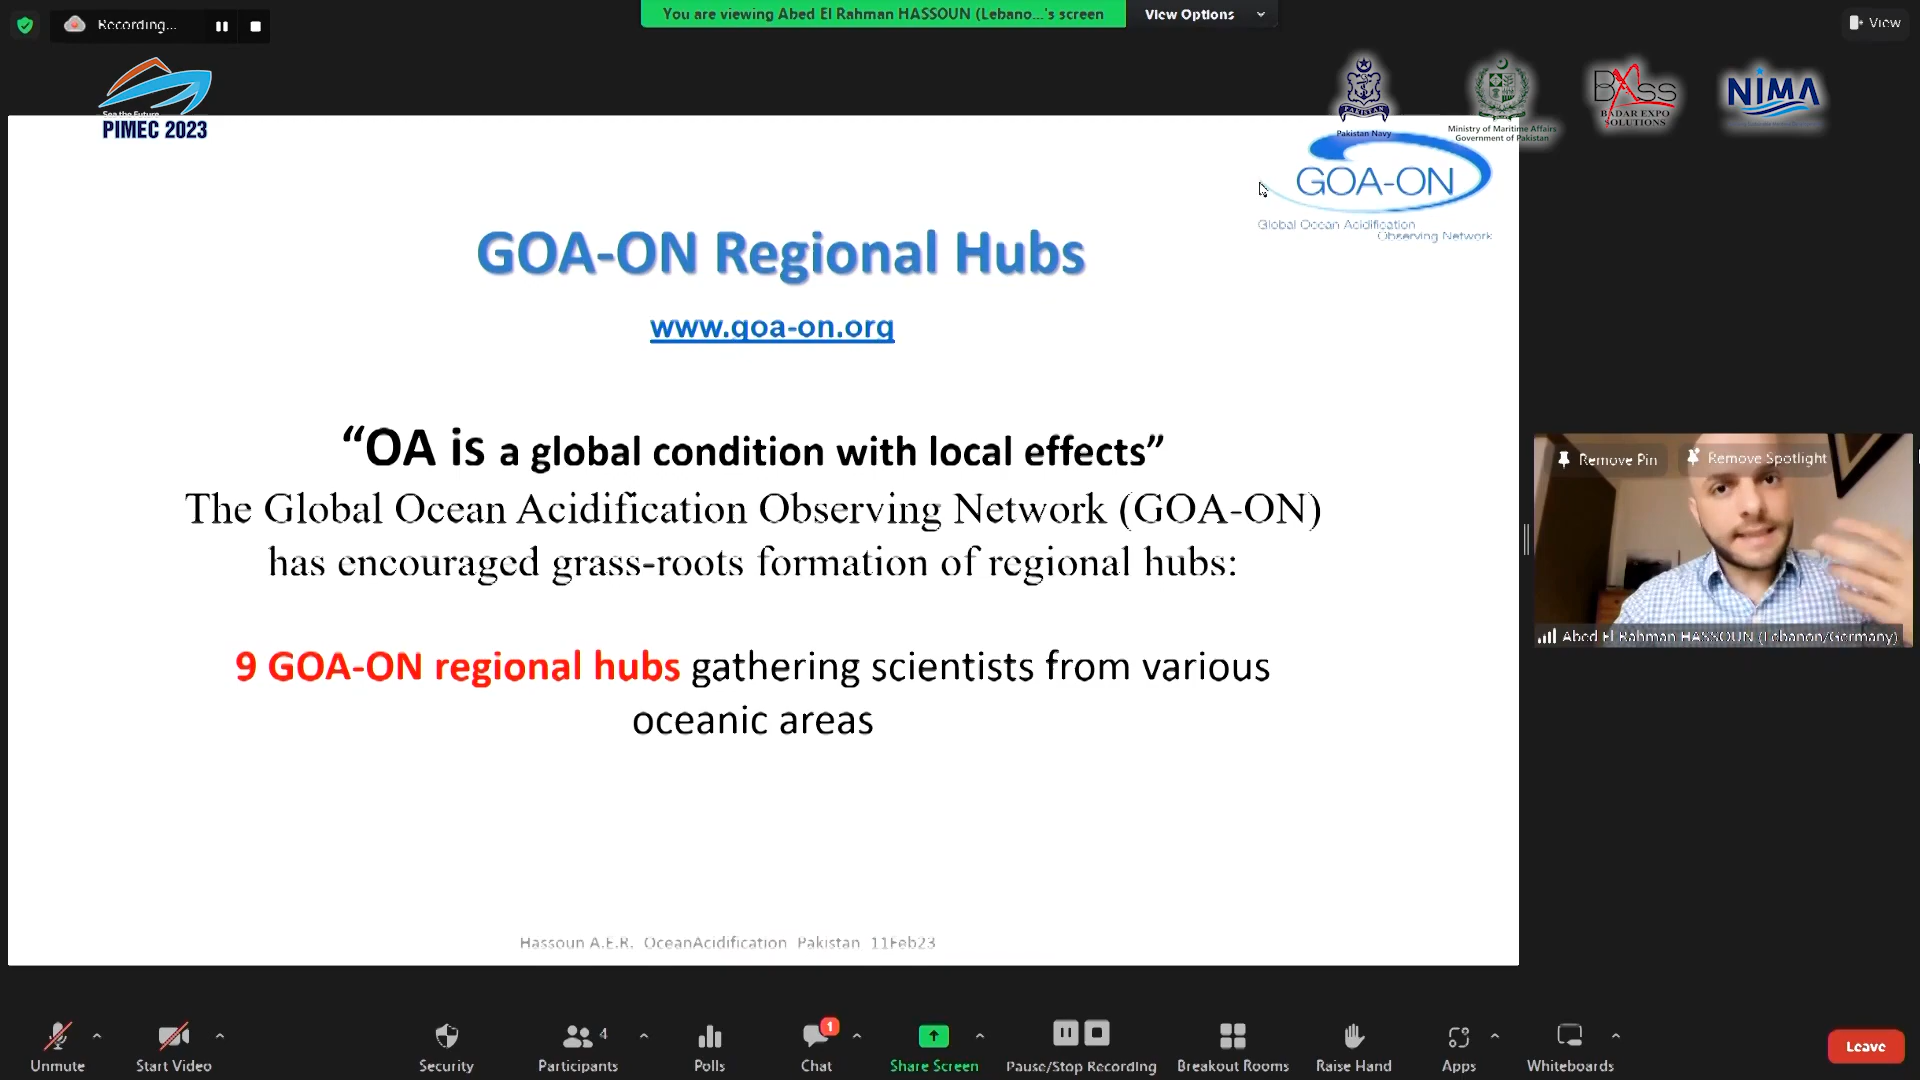 Recording...
You are viewing Abed El Rahman HASSOUN (Lebano...'s screen
View Options
View
Sea the Future
PIMEC 2023
PAKISTAN
Pakistan Navy
Ministry of Maritime Affairs
Government of Pakistan
BXSS
BADAR EXPO
SOLUTIONS
NIMA
GOA-ON
Global Ocean Acidification
Observing Network
GOA-ON Regional Hubs
www.goa-on.org
“OA is a global condition with local effects”
The Global Ocean Acidification Observing Network (GOA-ON)
has encouraged grass-roots formation of regional hubs:
9 GOA-ON regional hubs gathering scientists from various
oceanic areas
Hassoun A.E.R. OceanAcidification Pakistan 11Feb23
Remove Pin
Remove Spotlight
Abed El Rahman HASSOUN (Lebanon/Germany)
Unmute
Start Video
Security
4
Participants
Polls
1
Chat
Share Screen
Pause/Stop Recording
Breakout Rooms
Raise Hand
Apps
Whiteboards
Leave